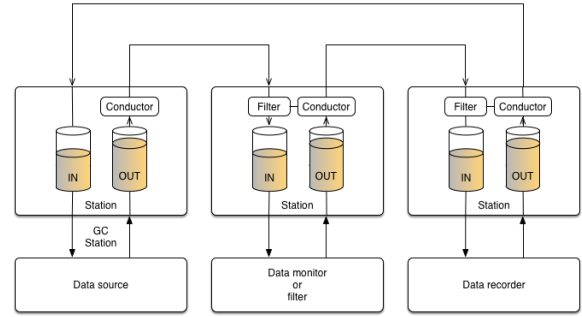 Conductor
Filter
Conductor
Filter
Conductor
IN
OUT
IN
OUT
IN
OUT
Station
Station
Station
GC
Station
Data source
Data monitor
or
filter
Data recorder